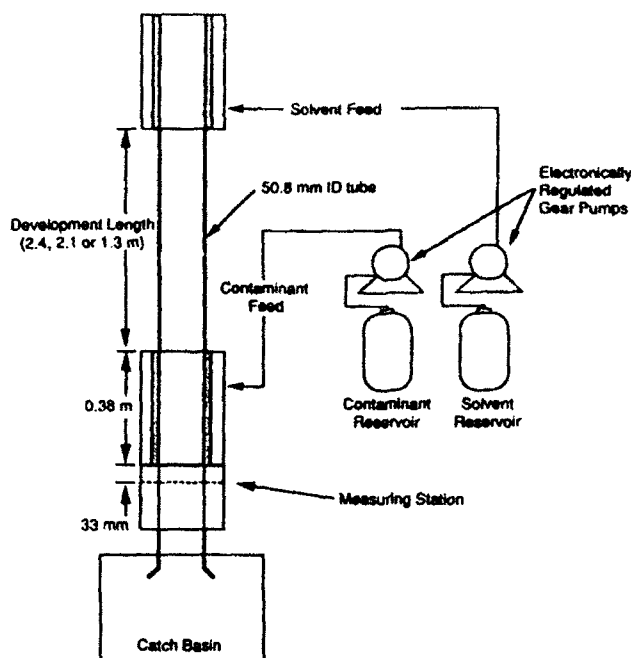 Solvent Feed
Electronically
Regulated
Gear Pumps
50.8 mm ID tube
Development Length
(2.4, 2.1 or 1.3 m)
Contaminant
Feed
0.38 m
Contaminant
Reservoir
Solvent
Reservoir
Measuring Station
33 mm
Catch Basin